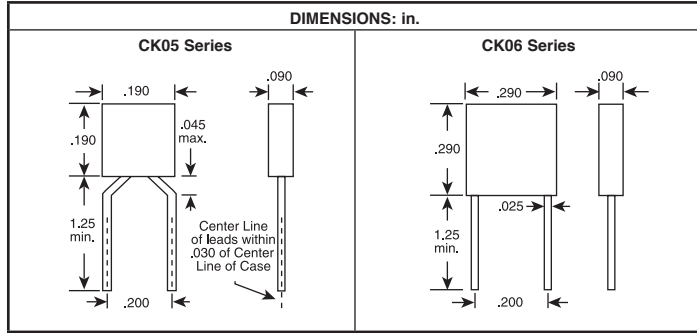 DIMENSIONS: in.
CK05 Series
.190
.090
.190
.045
max.
1.25
min.
Center Line
of leads within
.030 of Center
Line of Case
.200
CK06 Series
.290
.090
.290
.025
1.25
min.
.200